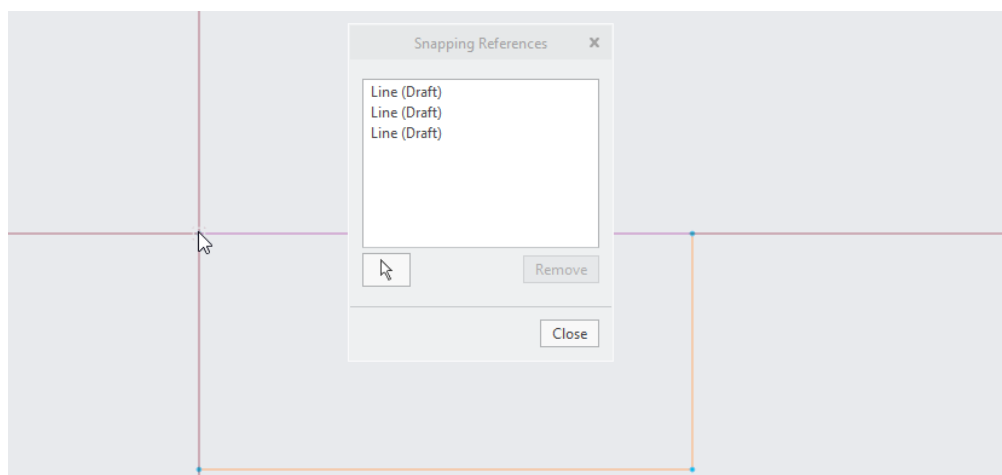 Snapping References
Line (Draft)
Line (Draft)
Line (Draft)
Remove
Close